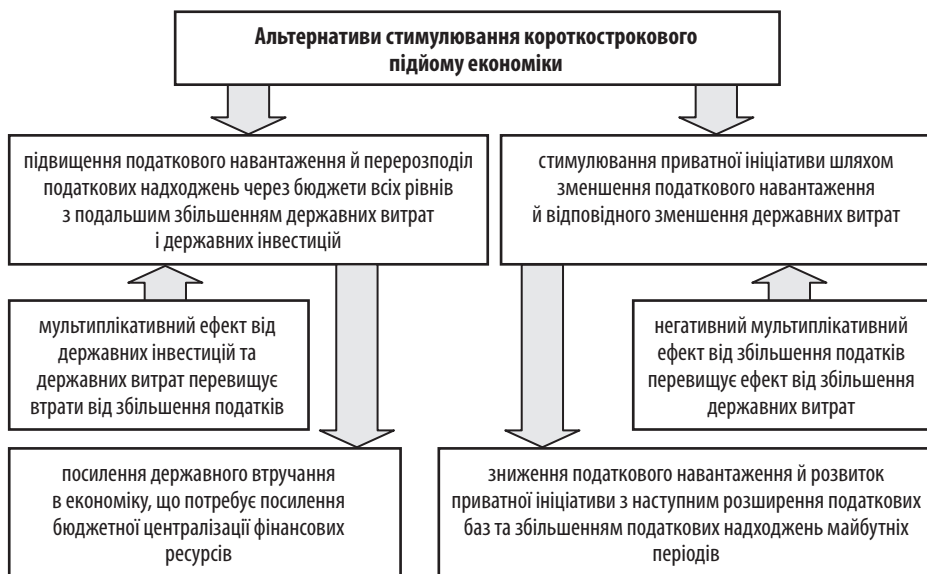 Альтернативи стимулювання короткострокового
підйому економіки
підвищення податкового навантаження й перерозподіл
податкових надходжень через бюджети всіх рівнів
з подальшим збільшенням державних витрат
і державних інвестицій
стимулювання приватної ініціативи шляхом
зменшення податкового навантаження
й відповідного зменшення державних витрат
мультиплікативний ефект від
державних інвестицій та
державних витрат перевищує
втрати від збільшення податків
негативний мультиплікативний
ефект від збільшення податків
перевищує ефект від збільшення
державних витрат
посилення державного втручання
в економіку, що потребує посилення
бюджетної централізації фінансових
ресурсів
зниження податкового навантаження й розвиток
приватної ініціативи з наступним розширення податкових
баз та збільшенням податкових надходжень майбутніх
періодів